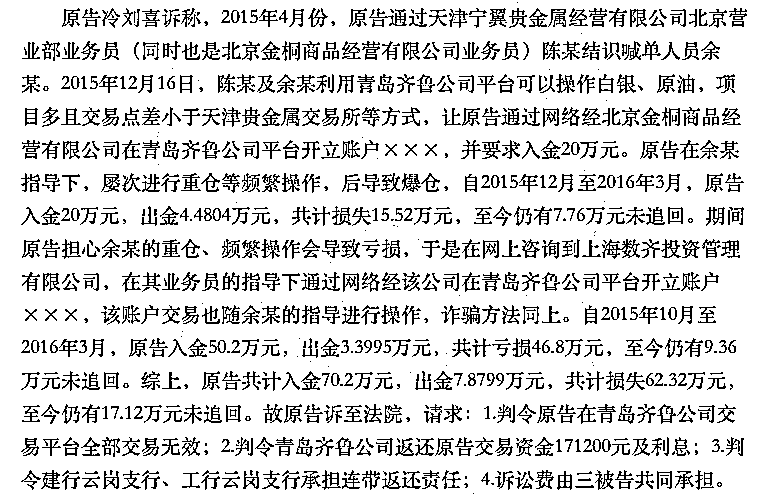 原告冷刘喜诉称，2015年4月份，原告通过天津宁翼贵金属经营有限公司北京营
业部业务员（同时也是北京金桐商品经营有限公司业务员）陈某结识喊单人员余
某。2015年12月16日，陈某及余某利用青岛齐鲁公司平台可以操作白银、原油，项
目多且交易点差小于天津贵金属交易所等方式，让原告通过网络经北京金桐商品经
营有限公司在青岛齐鲁公司平台开立账户×××，并要求入金20万元。原告在余某
指导下，屡次进行重仓等频繁操作，后导致爆仓，自2015年12月至2016年3月，原告
入金20万元，出金4.4804万元，共计损失15.52万元，至今仍有7.76万元未追回。期间
原告担心余某的重仓、频繁操作会导致亏损，于是在网上咨询到上海数齐投资管理
有限公司，在其业务员的指导下通过网络经该公司在青岛齐鲁公司平台开立账户
×××，该账户交易也随余某的指导进行操作，诈骗方法同上。自2015年10月至
2016年3月，原告入金50.2万元，出金3.3995万元，共计亏损46.8万元，至今仍有9.36
万元未追回。综上，原告共计入金70.2万元，出金7.8799万元，共计损失62.32万元，
至今仍有17.12万元未追回。故原告诉至法院，请求：1.判令原告在青岛齐鲁公司交
易平台全部交易无效；2.判令青岛齐鲁公司返还原告交易资金171200元及利息；3.判
令建行云岗支行、工行云岗支行承担连带返还责任；4.诉讼费由三被告共同承担。